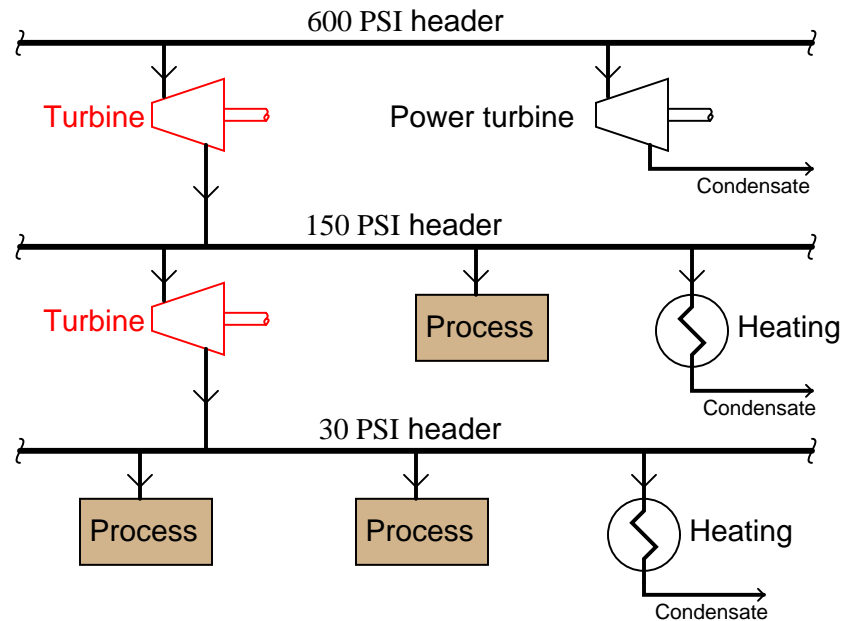 600 PSI header
Turbine
Power turbine
Condensate
150 PSI header
Turbine
Process
Heating
Condensate
30 PSI header
Process
Process
Heating
Condensate